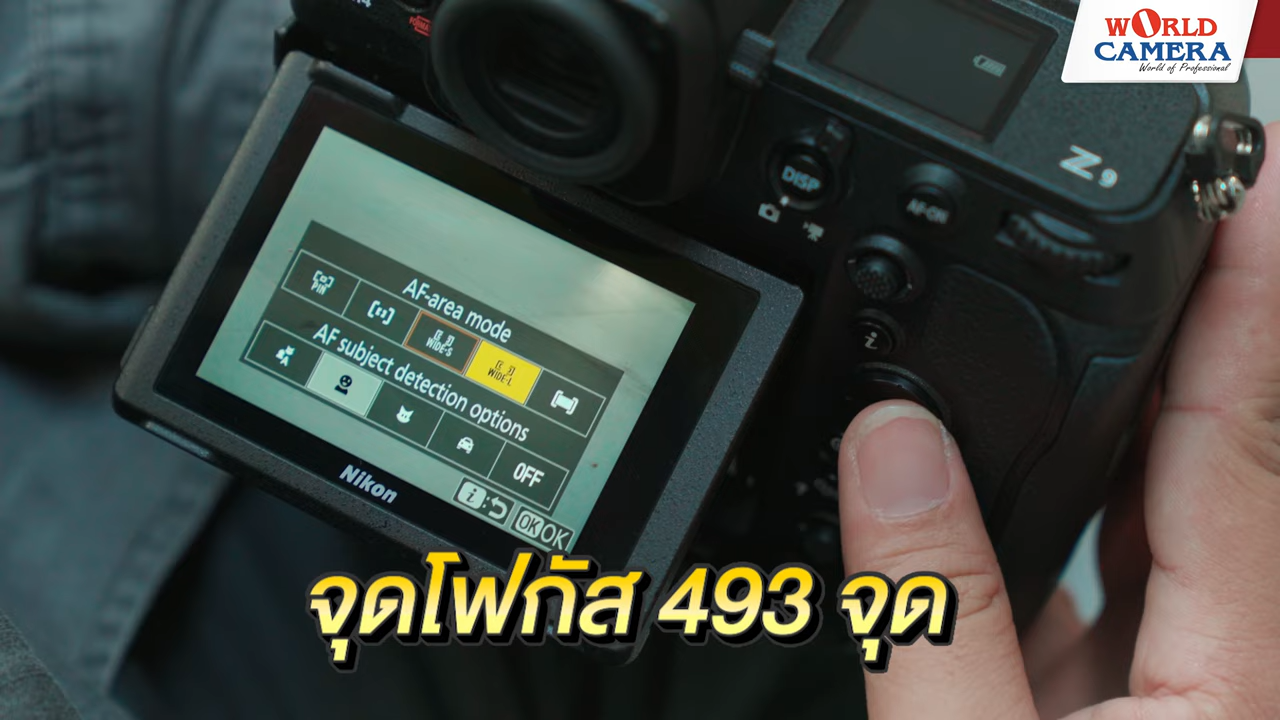 WORLD
CAMERA
World of Professional
Z 9
DISP
AF-ON
i
AF-area mode
PIN
WIDE-S
WIDE-L
AF subject detection options
A
OFF
i
OK OK
Nikon
จุดโฟกัส 493 จุด